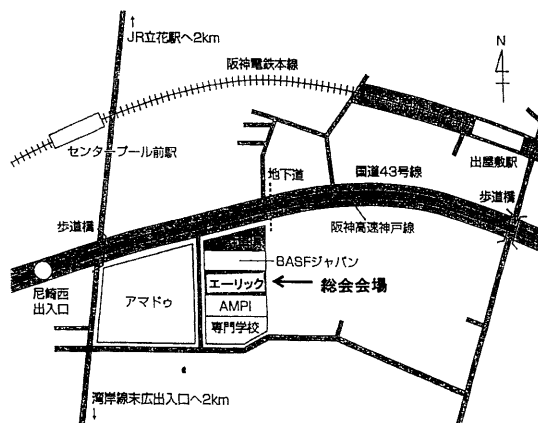 ↑
JR立花駅へ2km
阪神電鉄本線
N
センタープール前駅
出屋敷駅
地下道
国道43号線
歩道橋
歩道橋
阪神高速神戸線
BASFジャパン
尼崎西
出入口
アマドゥ
エーリック
← 総会会場
AMPI
専門学校
湾岸線末広出入口へ2km
↓